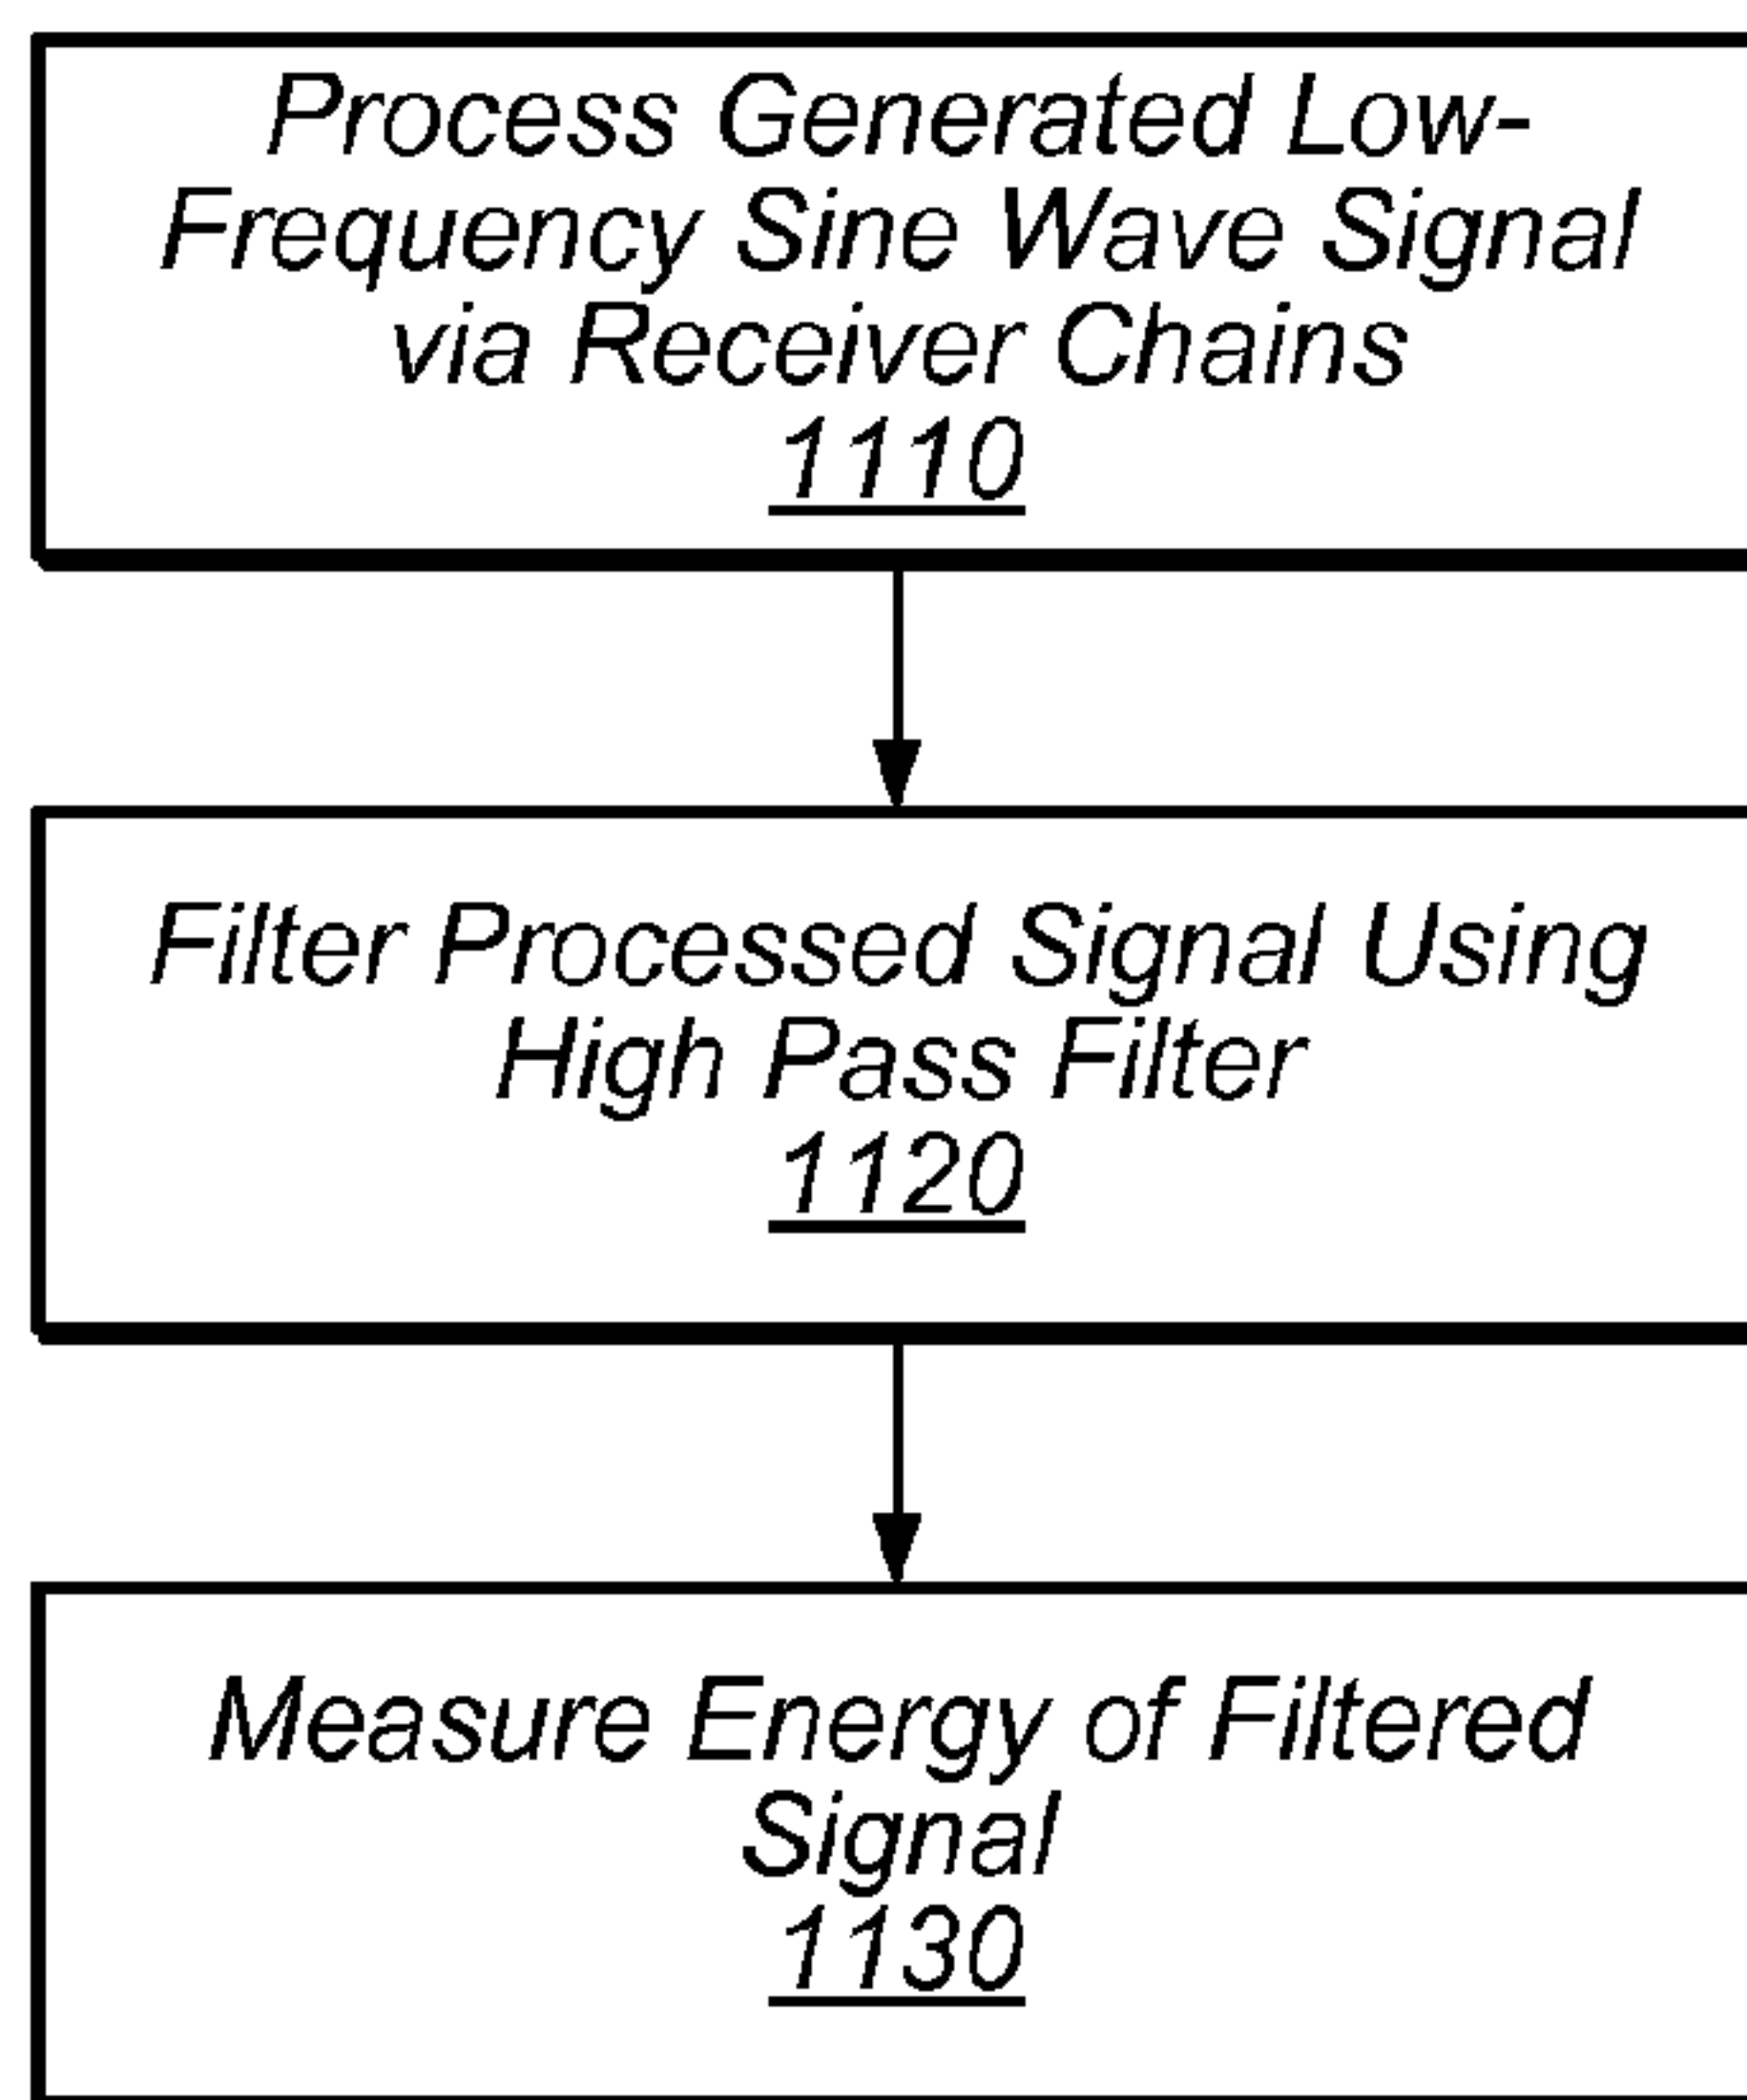 Process Generated Low-
Frequency Sine Wave Signal
via Receiver Chains
1110
Filter Processed Signal Using
High Pass Filter
1120
Measure Energy of Filtered
Signal
1130